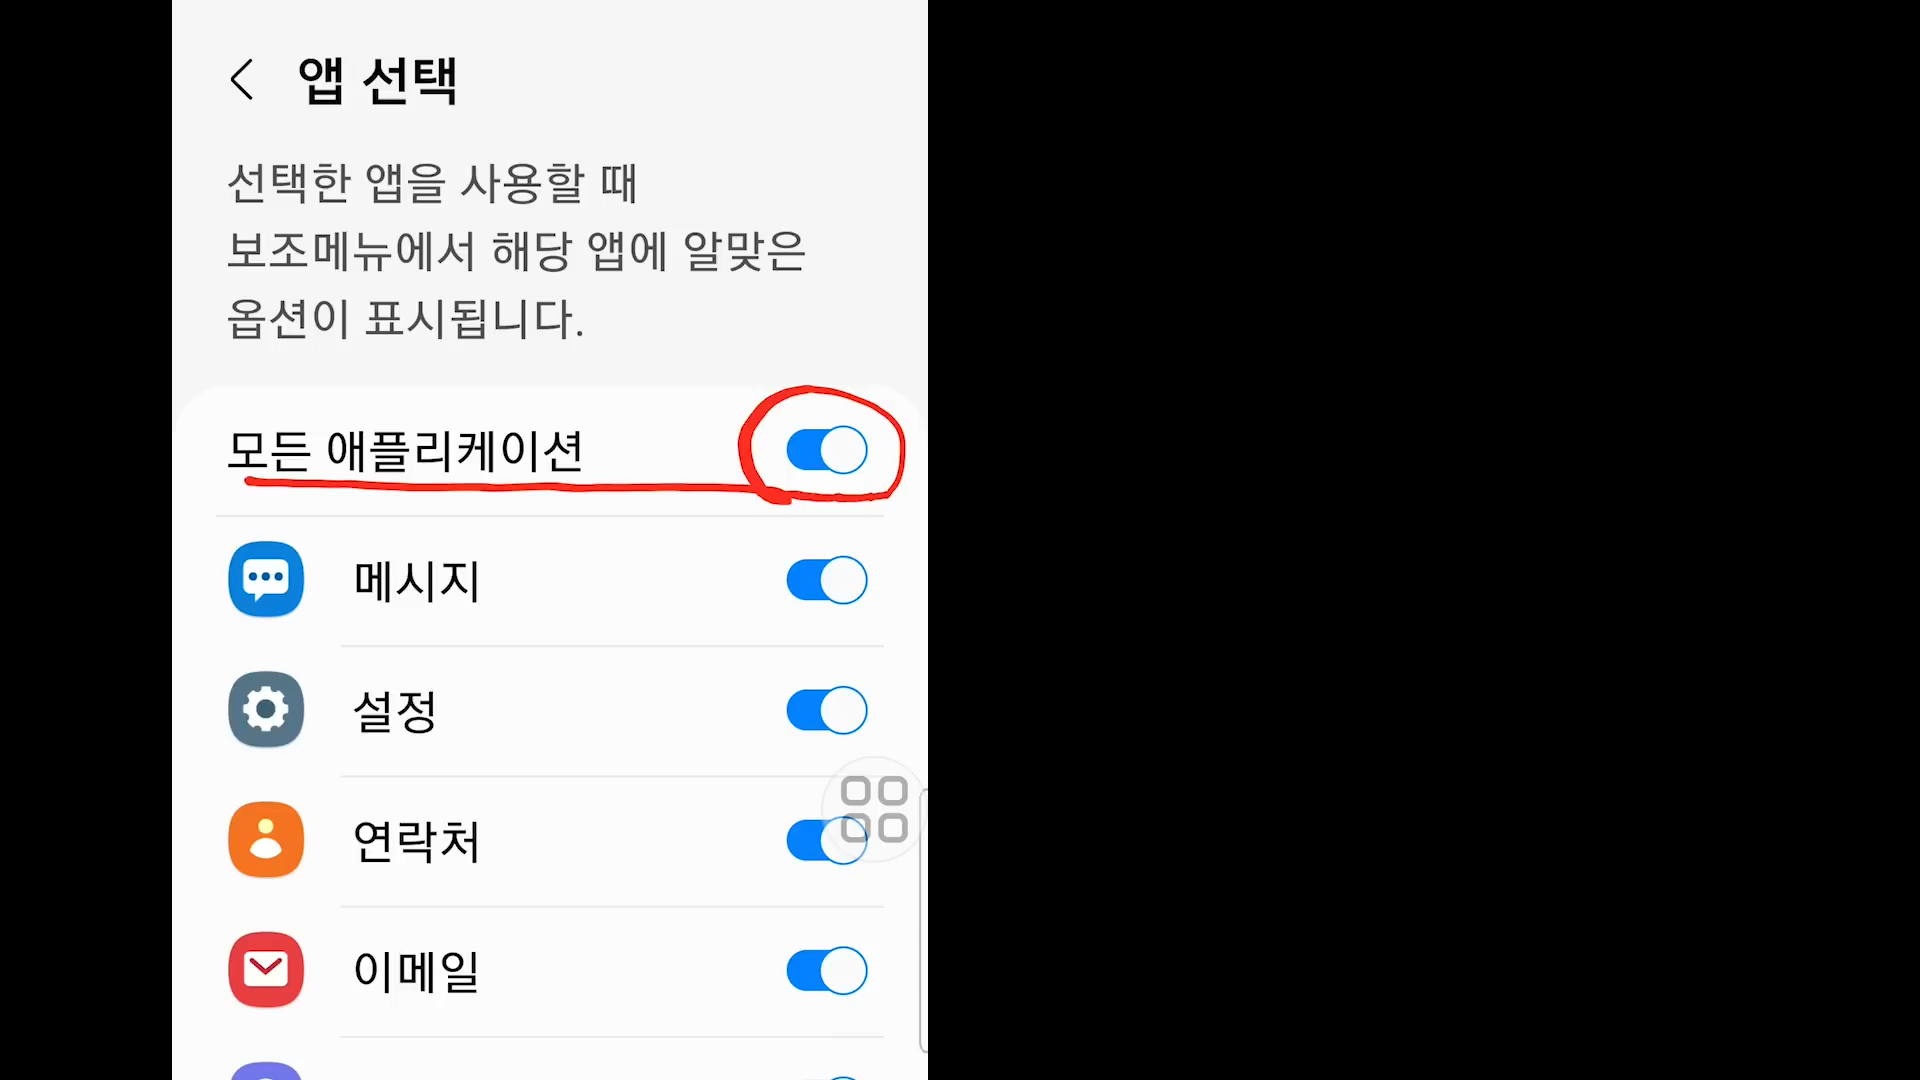 앱 선택
선택한 앱을 사용할 때
보조메뉴에서 해당 앱에 알맞은
옵션이 표시됩니다.
모든 애플리케이션
메시지
설정
연락처
이메일